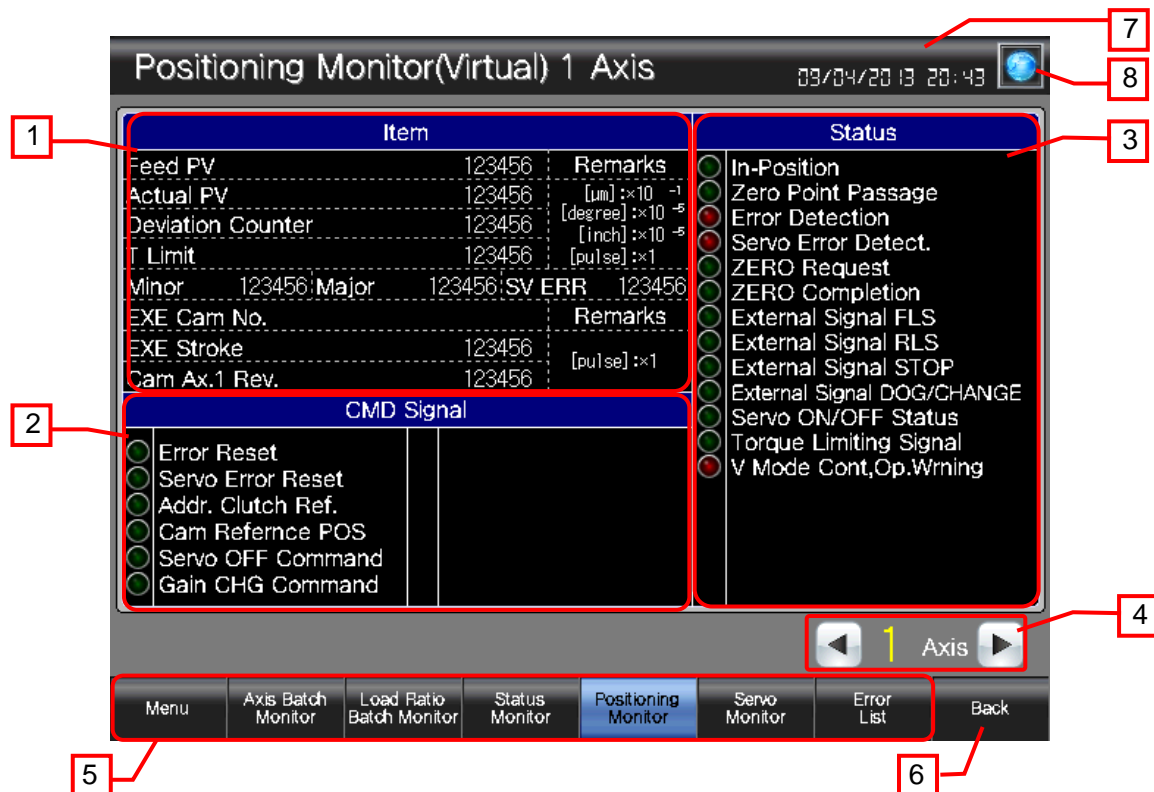 7
Positioning Monitor(Virtual) 1 Axis
09/04/2013 20:43
8
1
Item
Feed PV 123456 Remarks
Actual PV 123456 [um]:×10 -1
Deviation Counter 123456 [degree]:×10 -5
[inch]:×10 -5
T Limit 123456 [pulse]:×1
Minor 123456 Major 123456 SV ERR 123456
EXE Cam No. Remarks
EXE Stroke 123456 [pulse]:×1
Cam Ax.1 Rev. 123456
Status
3
In-Position
Zero Point Passage
Error Detection
Servo Error Detect.
ZERO Request
ZERO Completion
External Signal FLS
External Signal RLS
External Signal STOP
External Signal DOG/CHANGE
Servo ON/OFF Status
Torque Limiting Signal
V Mode Cont,Op.Wrning
2
CMD Signal
Error Reset
Servo Error Reset
Addr. Clutch Ref.
Cam Refernce POS
Servo OFF Command
Gain CHG Command
4
1 Axis
Menu
Axis Batch
Monitor
Load Ratio
Batch Monitor
Status
Monitor
Positioning
Monitor
Servo
Monitor
Error
List
Back
5
6